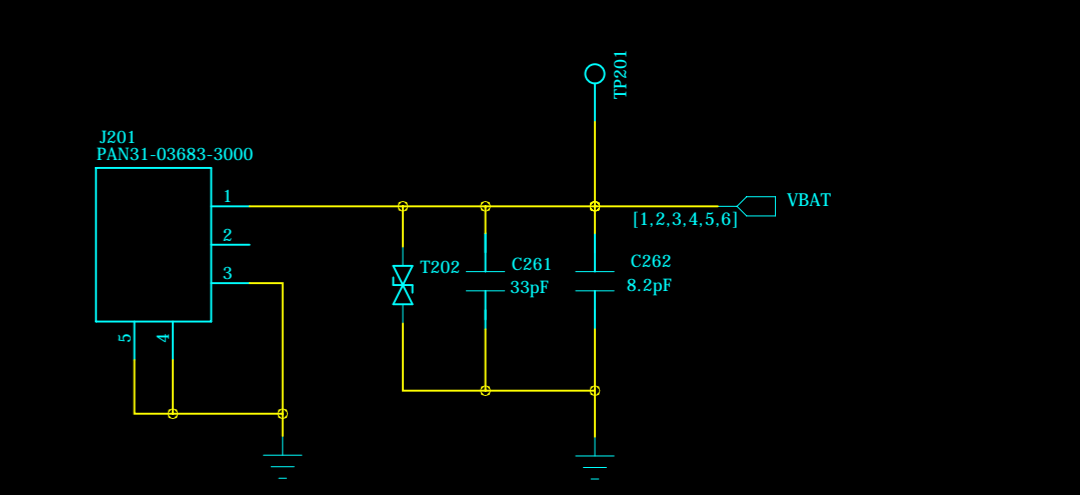 TP201
J201
PAN31-03683-3000
1
VBAT
[1,2,3,4,5,6]
2
3
T202
C261
33pF
C262
8.2pF
5
4